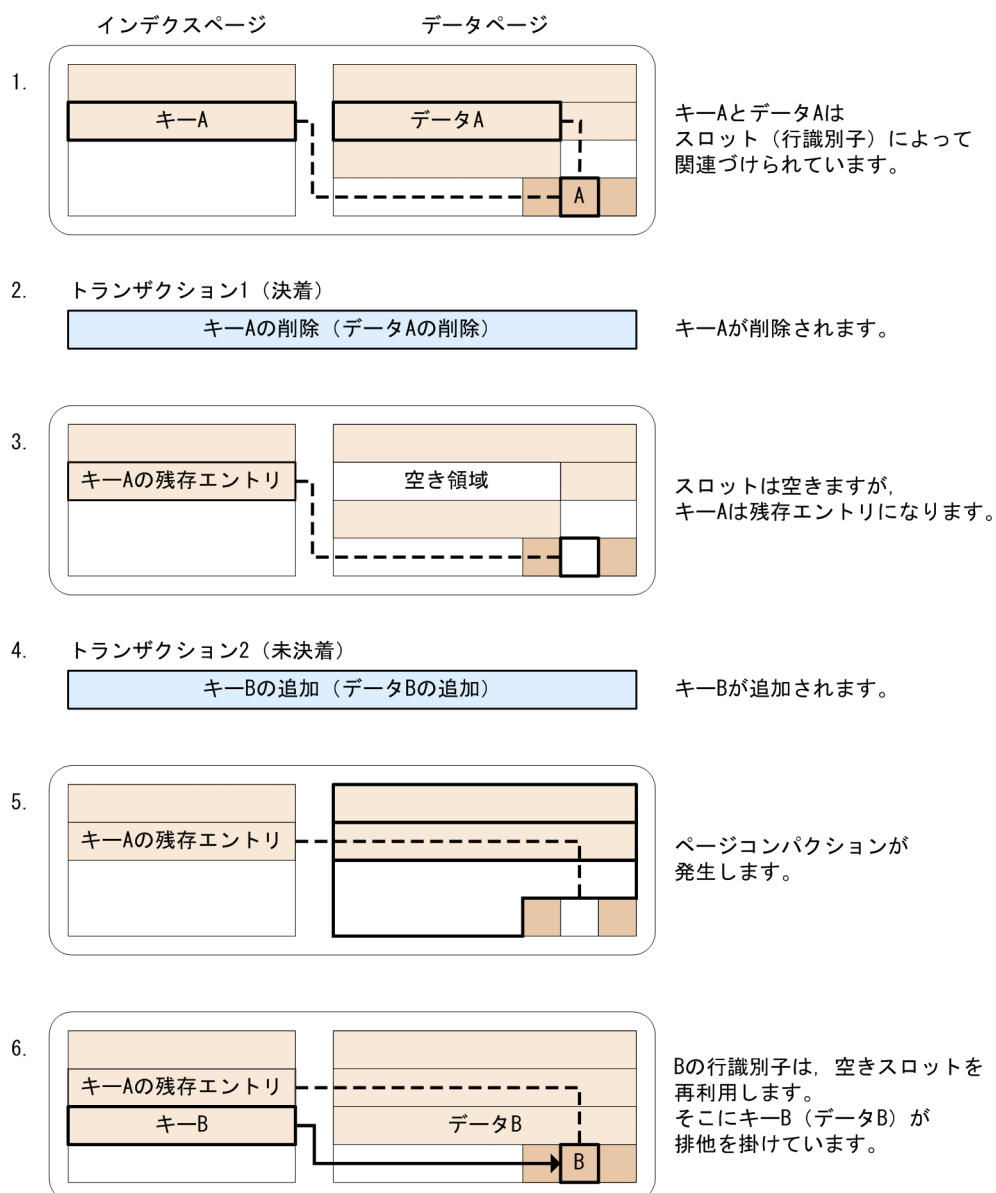 インデクスページ
データページ
1.
キーA
データA
A
キーAとデータAは
スロット（行識別子）によって
関連づけられています。
2.
トランザクション1（決着）
キーAの削除（データAの削除）
キーAが削除されます。
3.
キーAの残存エントリ
空き領域
スロットは空きますが，
キーAは残存エントリになります。
4.
トランザクション2（未決着）
キーBの追加（データBの追加）
キーBが追加されます。
5.
キーAの残存エントリ
ページコンパクションが
発生します。
6.
キーAの残存エントリ
キーB
データB
B
Bの行識別子は，空きスロットを
再利用します。
そこにキーB（データB）が
排他を掛けています。